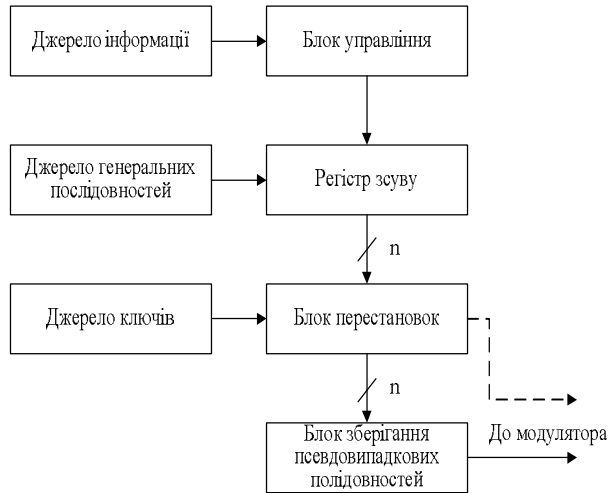 Джерело інформації
Блок управління
Джерело генеральних
послідовностей
Регістр зсуву
n
Джерело ключів
Блок перестановок
n
Блок зберігання
псевдовипадкових
полідовностей
До модулятора